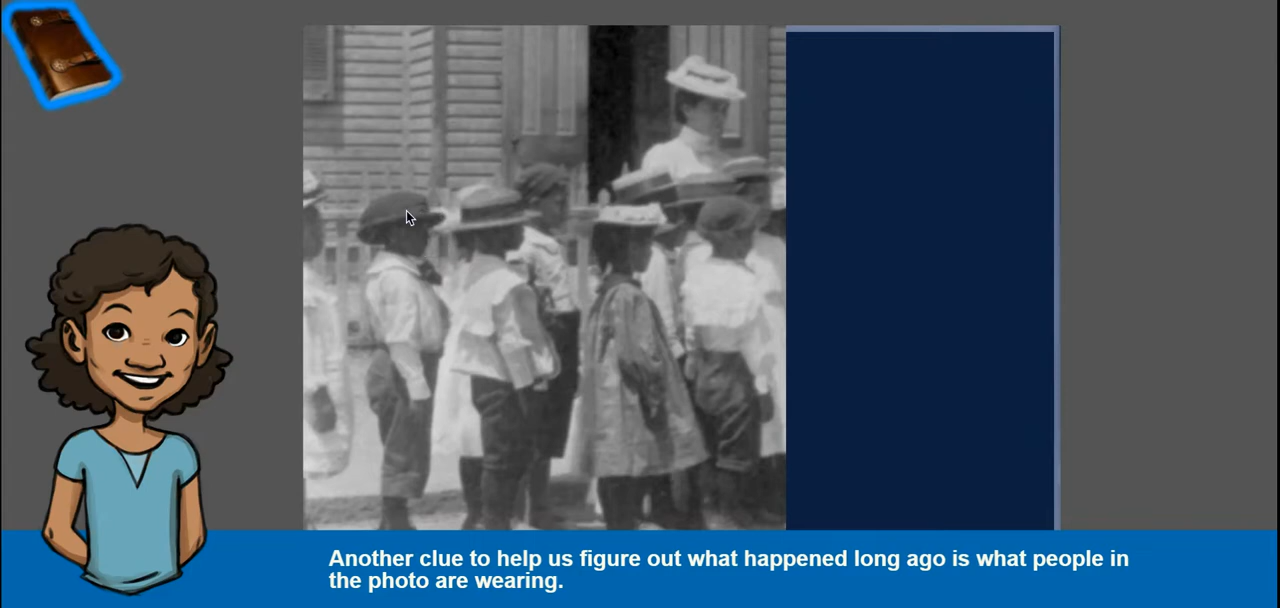 Another clue to help us figure out what happened long ago is what people in
the photo are wearing.